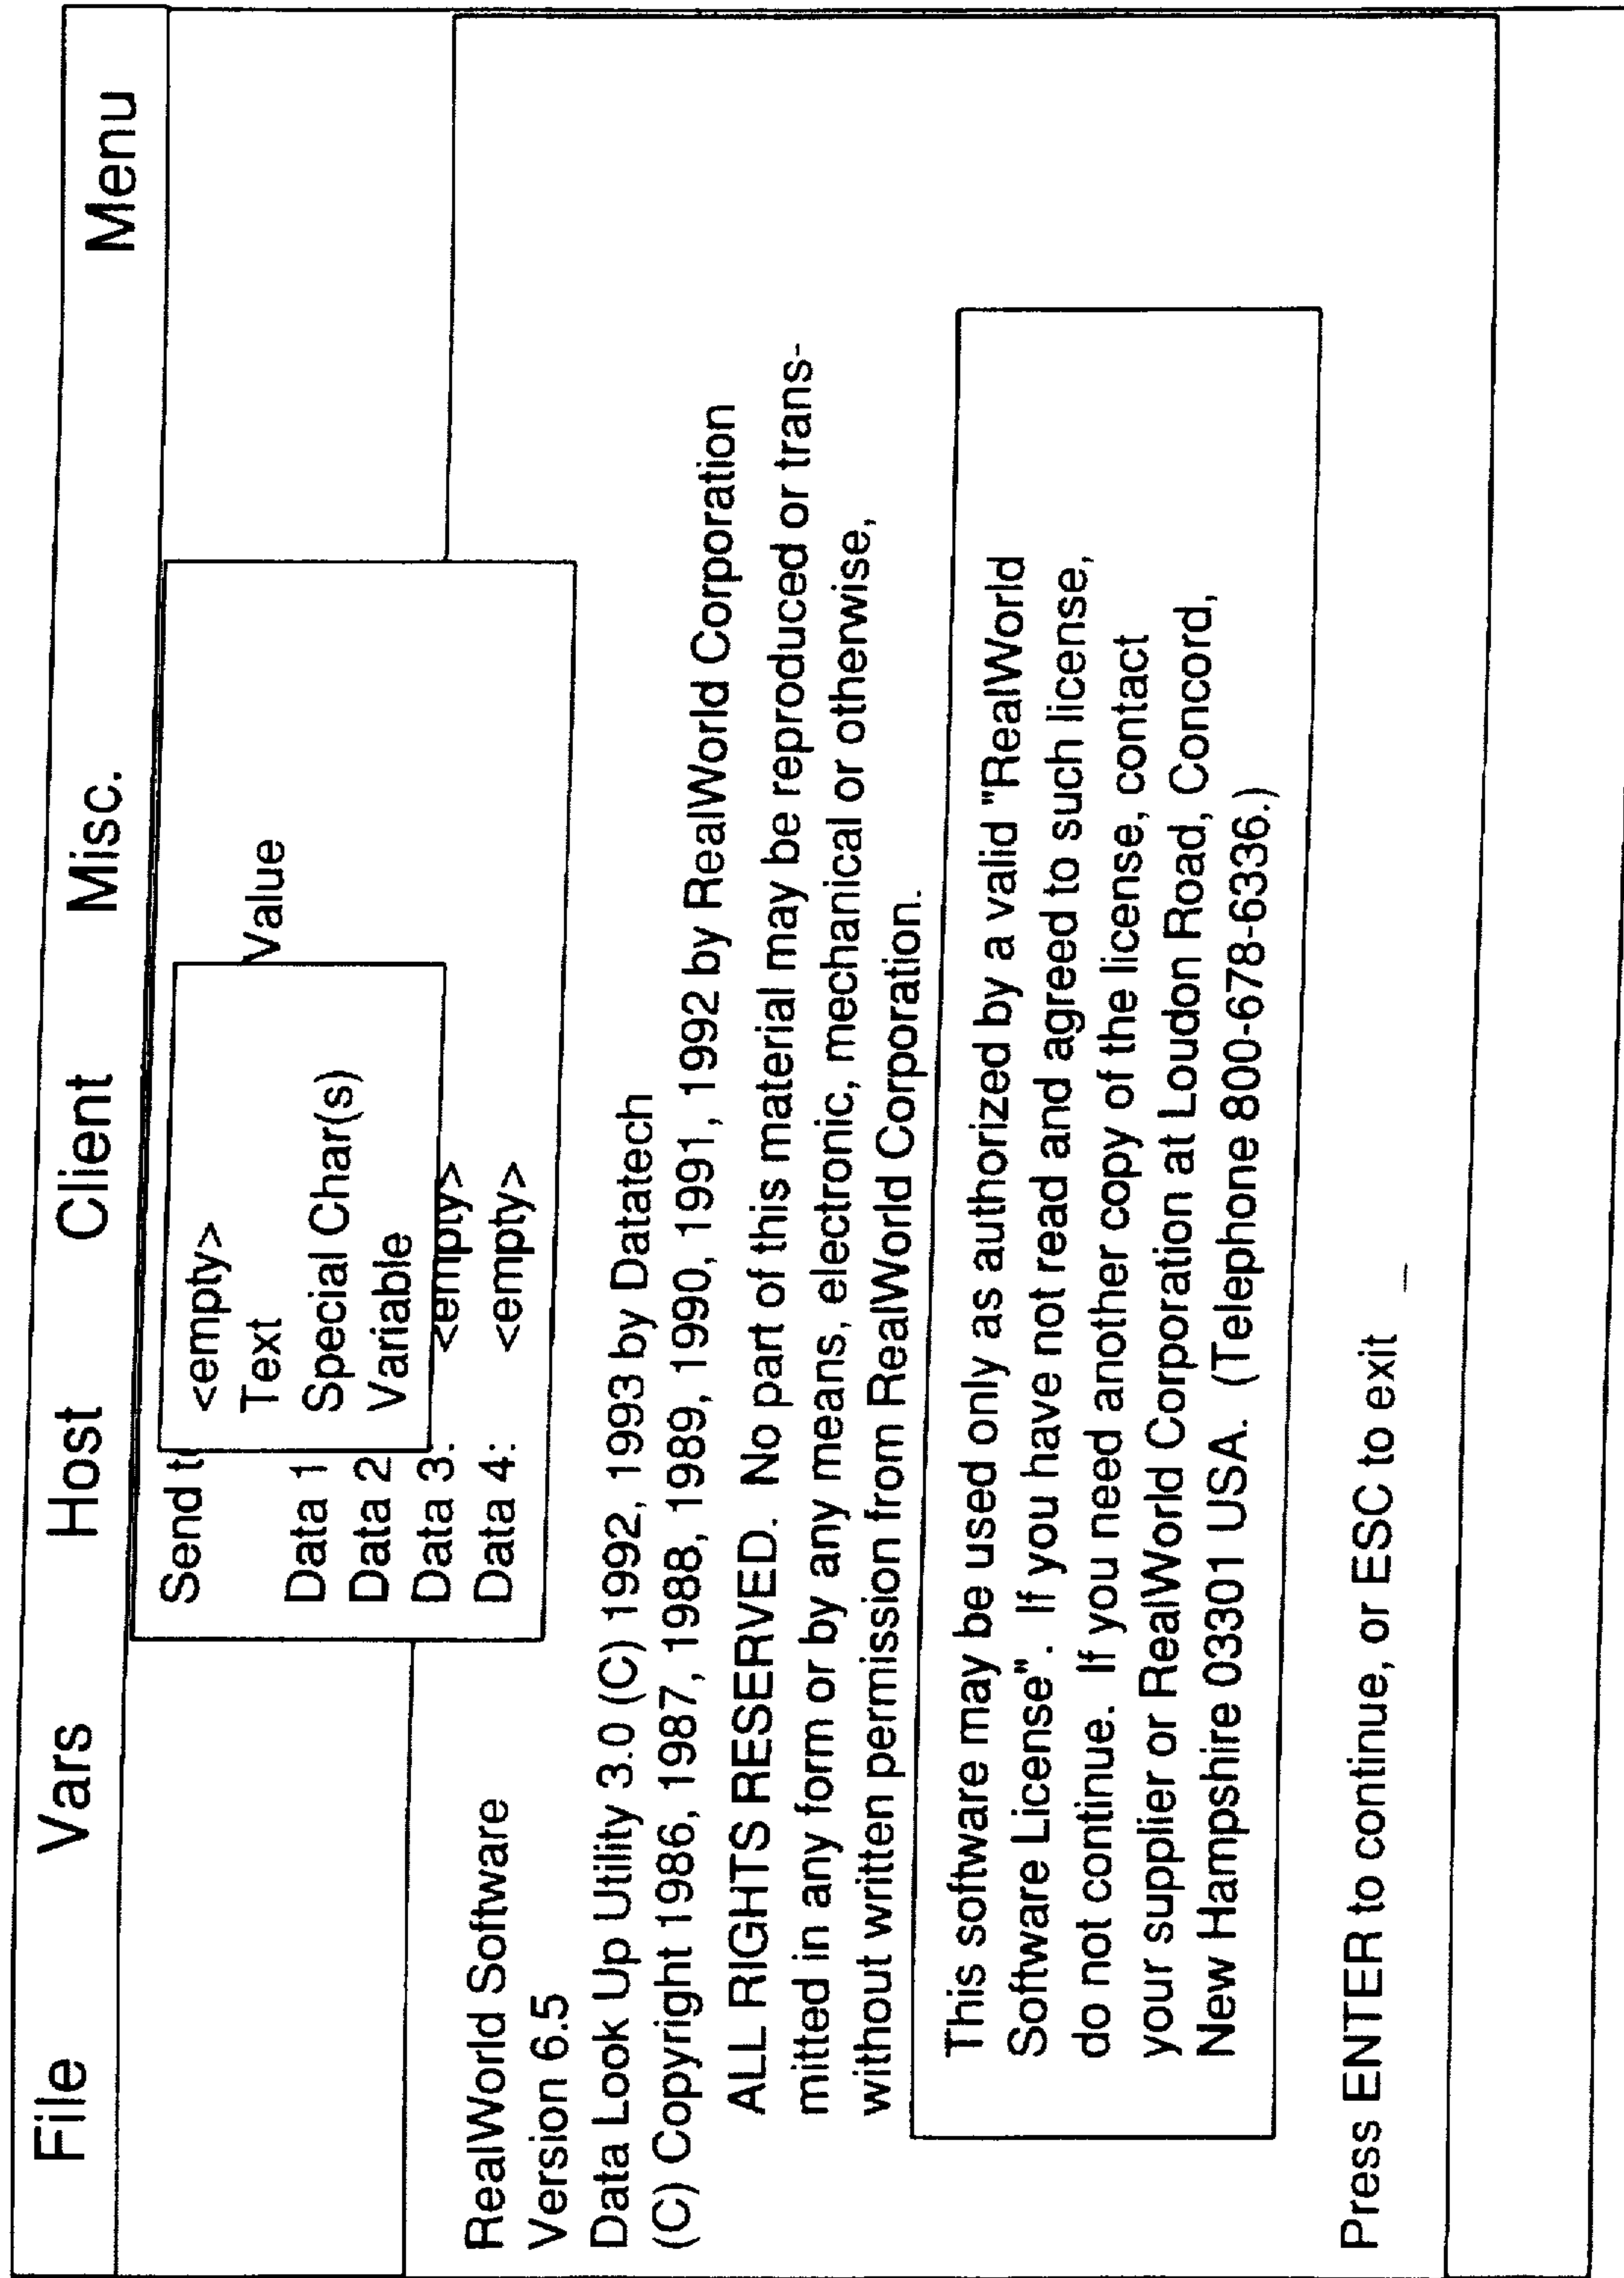 File Vars Host Client Misc. Menu
Send t
<empty>
Text
Special Char(s)
Variable
Value
Data 1
Data 2
Data 3: <empty>
Data 4: <empty>
RealWorld Software
Version 6.5
Data Look Up Utility 3.0 (C) 1992, 1993 by Datatech
(C) Copyright 1986, 1987, 1988, 1989, 1990, 1991, 1992 by RealWorld Corporation
ALL RIGHTS RESERVED. No part of this material may be reproduced or trans-
mitted in any form or by any means, electronic, mechanical or otherwise,
without written permission from RealWorld Corporation.
This software may be used only as authorized by a valid "RealWorld
Software License". If you have not read and agreed to such license,
do not continue. If you need another copy of the license, contact
your supplier or RealWorld Corporation at Loudon Road, Concord,
New Hampshire 03301 USA. (Telephone 800-678-6336.)
Press ENTER to continue, or ESC to exit _